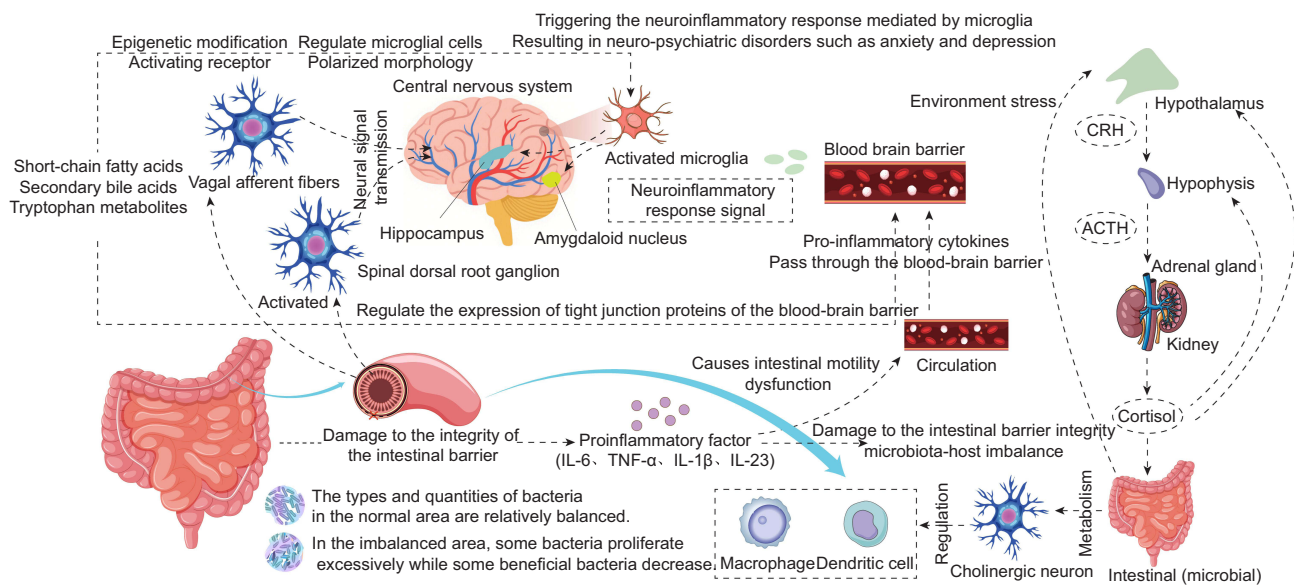 Triggering the neuroinflammatory response mediated by microglia
Resulting in neuro-psychiatric disorders such as anxiety and depression
Epigenetic modification
Activating receptor
Regulate microglial cells
Polarized morphology
Central nervous system
Neural signal
transmission
Short-chain fatty acids
Secondary bile acids
Tryptophan metabolites
Vagal afferent fibers
Hippocampus
Amygdaloid nucleus
Activated microglia
Neuroinflammatory
response signal
Spinal dorsal root ganglion
Activated
Blood brain barrier
Pro-inflammatory cytokines
Pass through the blood-brain barrier
Regulate the expression of tight junction proteins of the blood-brain barrier
Circulation
Causes intestinal motility
dysfunction
Environment stress
Hypothalamus
CRH
Hypophysis
ACTH
Adrenal gland
Kidney
Cortisol
Damage to the integrity of
the intestinal barrier
Proinflammatory factor
(IL-6、TNF-α、IL-1β、IL-23)
Damage to the intestinal barrier integrity
microbiota-host imbalance
The types and quantities of bacteria
in the normal area are relatively balanced.
In the imbalanced area, some bacteria proliferate
excessively while some beneficial bacteria decrease.
Macrophage
Dendritic cell
Regulation
Cholinergic neuron
Metabolism
Intestinal (microbial)